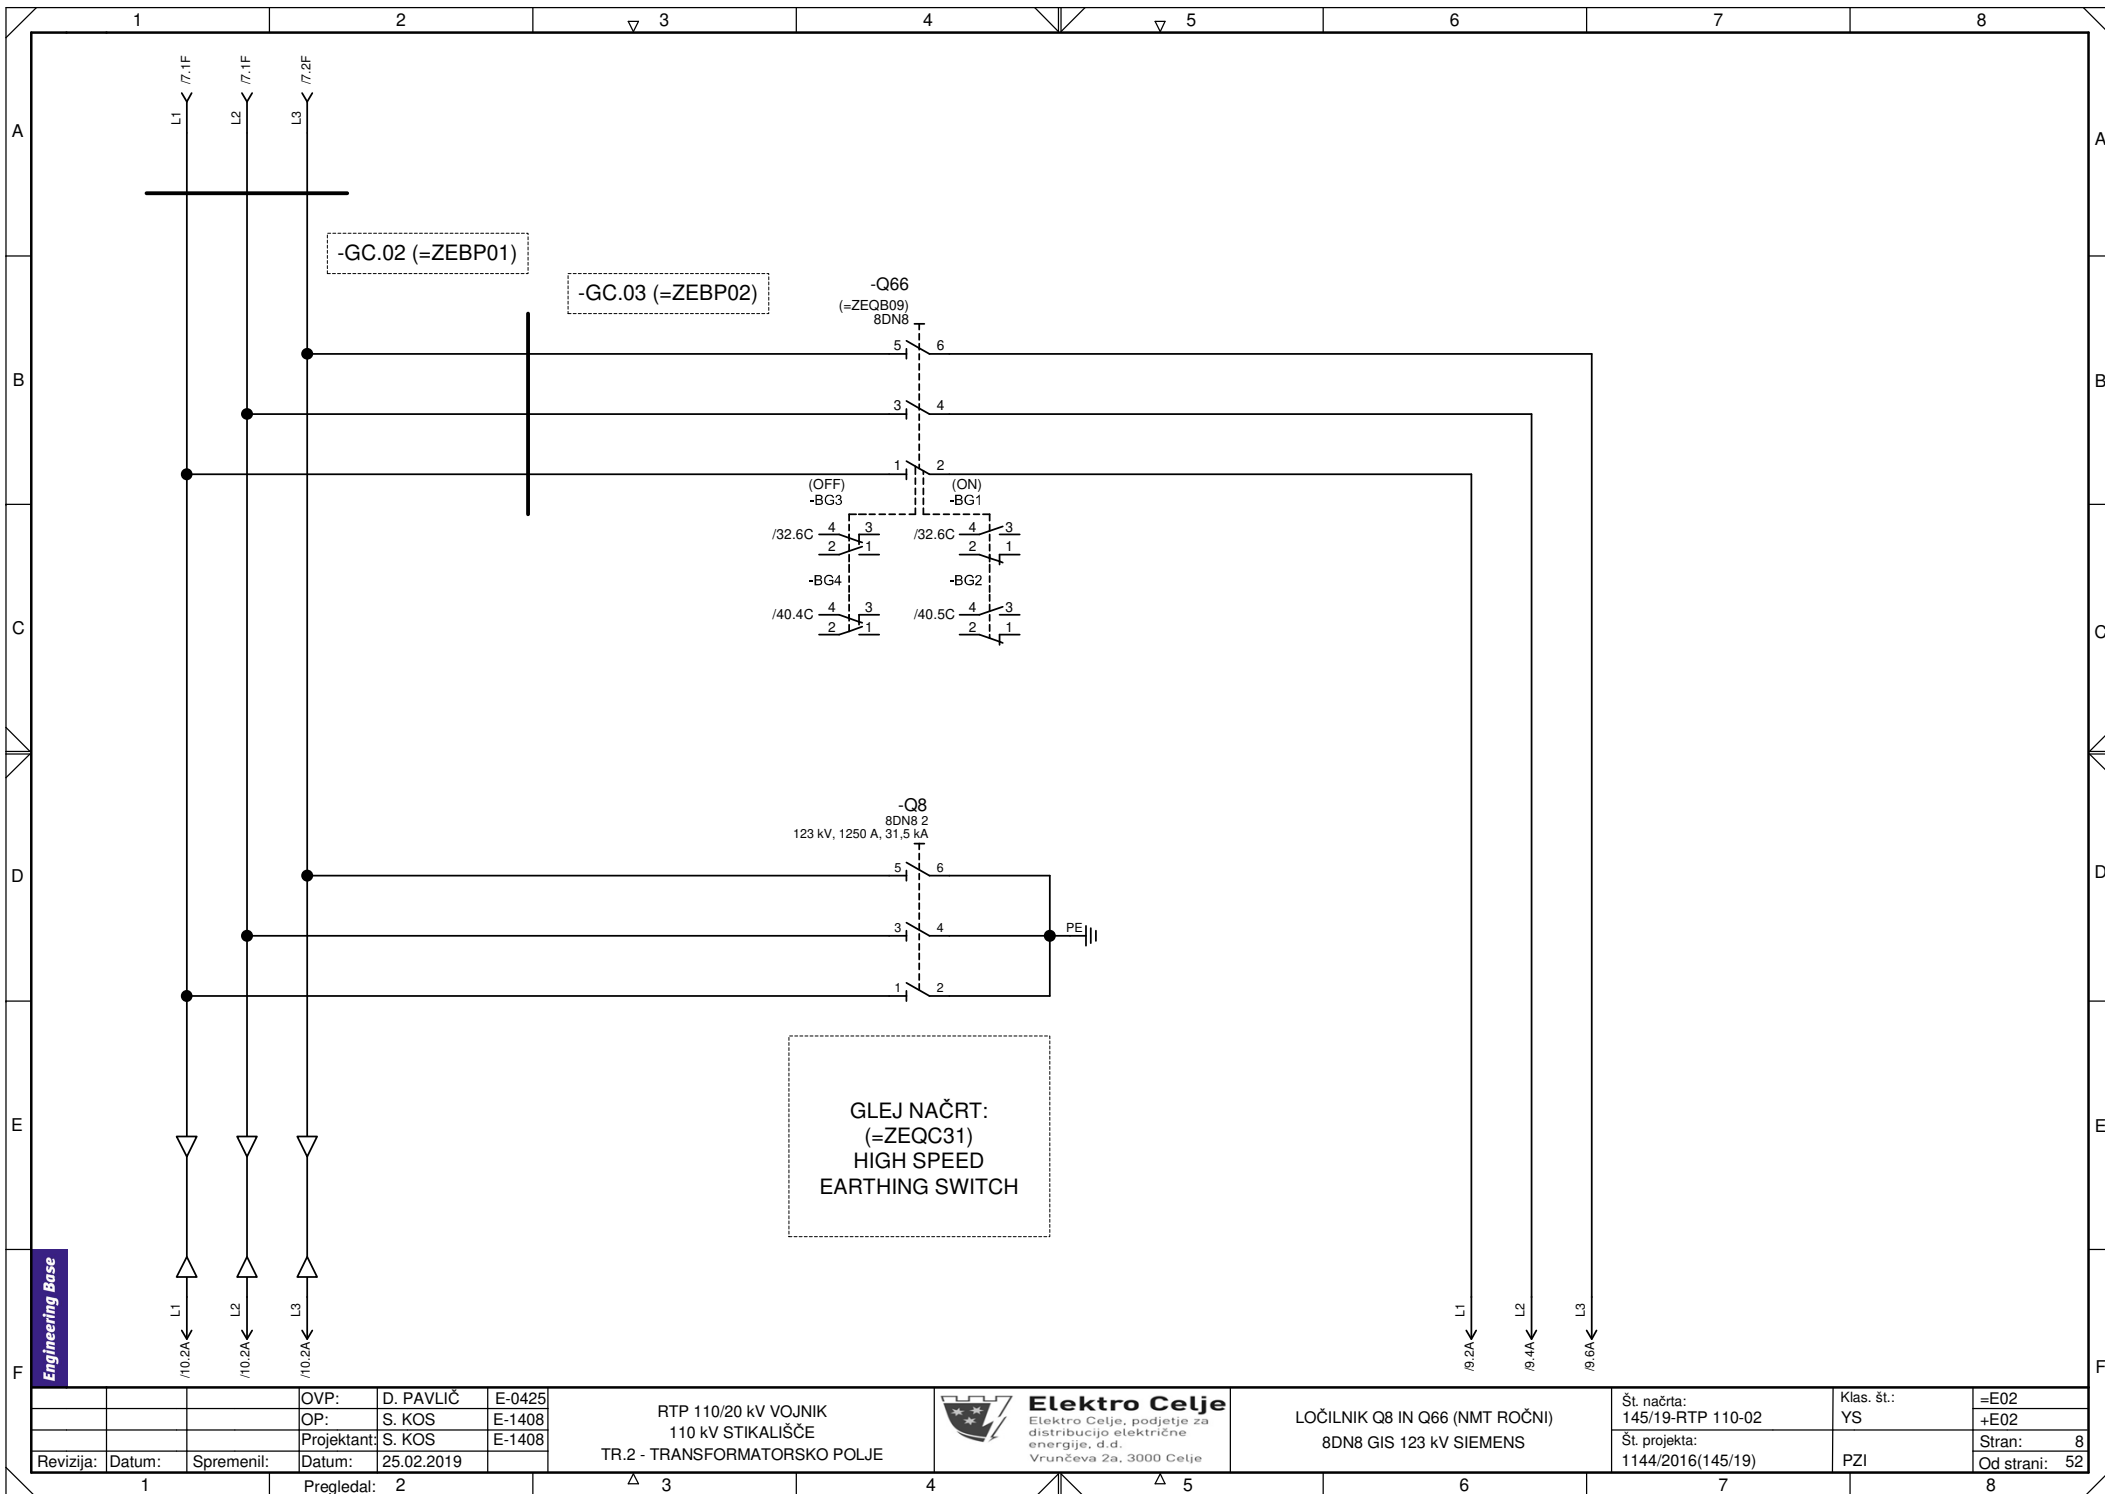 1 2 3 4 5 6 7 8
/7.1F /7.1F /7.2F
L1 L2 L3
A A
-GC.02 (=ZEBP01)
-GC.03 (=ZEBP02)
-Q66
(=ZEQB09)
8DN8
5 6
B B
3 4
1 2
(OFF) (ON)
-BG3 -BG1
/32.6C 4 3 /32.6C 4 3
2 1 2 1
-BG4 -BG2
/40.4C 4 3 /40.5C 4 3
C 2 1 2 1 C
-Q8
8DN8 2
123 kV, 1250 A, 31,5 kA
D 5 6 D
3 4 PE
1 2
GLEJ NAČRT:
(=ZEQC31)
HIGH SPEED
EARTHING SWITCH
E E
L1 L2 L3 L1 L2 L3
/10.2A /10.2A /10.2A /9.2A /9.4A /9.6A
F F
Engineering Base
OVP: D. PAVLIČ E-0425
OP: S. KOS E-1408
Projektant: S. KOS E-1408
Revizija: Datum: Spremenil: Datum: 25.02.2019
Pregledal:
RTP 110/20 kV VOJNIK
110 kV STIKALIŠČE
TR.2 - TRANSFORMATORSKO POLJE
Elektro Celje
Elektro Celje, podjetje za
distribucijo električne
energije, d.d.
Vrunčeva 2a, 3000 Celje
LOČILNIK Q8 IN Q66 (NMT ROČNI)
8DN8 GIS 123 kV SIEMENS
Št. načrta:
145/19-RTP 110-02
Št. projekta:
1144/2016(145/19)
Klas. št.:
YS
PZI
=E02
+E02
Stran: 8
Od strani: 52
1 2 3 4 5 6 7 8